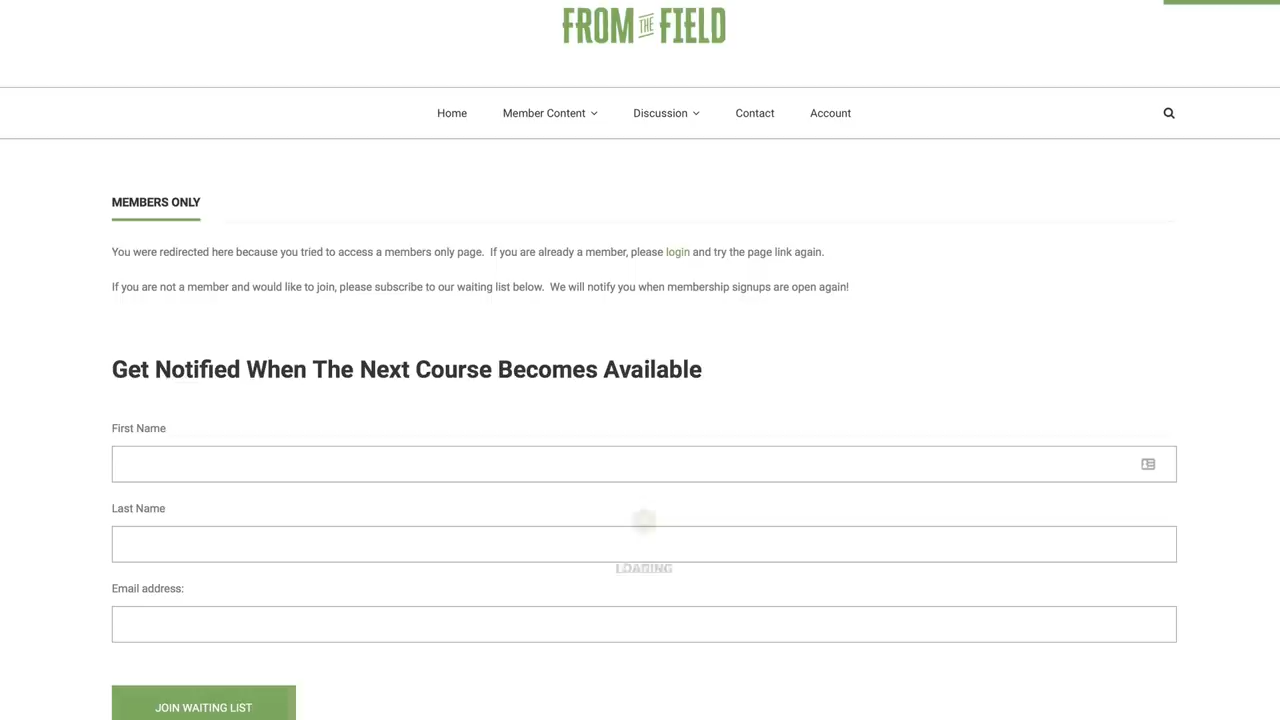 FROM THE FIELD
Home Member Content Discussion Contact Account
MEMBERS ONLY
You were redirected here because you tried to access a members only page. If you are already a member, please login and try the page link again.
If you are not a member and would like to join, please subscribe to our waiting list below. We will notify you when membership signups are open again!
Get Notified When The Next Course Becomes Available
First Name
Last Name
LOADING
Email address:
JOIN WAITING LIST